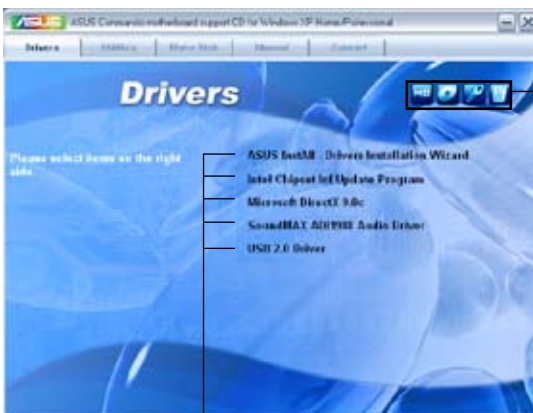 ASUS
ASUS Commando motherboard support CD for Windows XP Home/Professional
Drivers
Utilities
Make Disk
Manual
Contact
Drivers
Please select items on the right side.
ASUS InstAll - Drivers Installation Wizard
Intel Chipset Inf Update Program
Microsoft DirectX 9.0c
SoundMAX AD1988 Audio Driver
USB 2.0 Driver